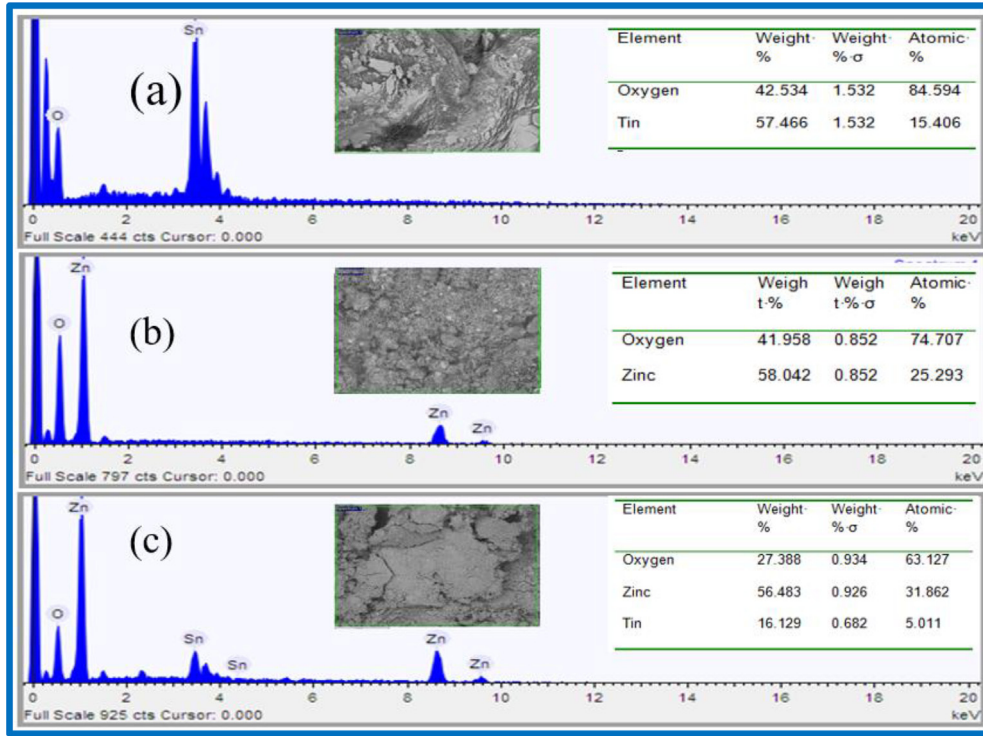 Sn
(a)
O
Element Weight· % Weight· %·σ Atomic· %
Oxygen 42.534 1.532 84.594
Tin 57.466 1.532 15.406
0 2 4 6 8 10 12 14 16 18 20
Full Scale 444 cts Cursor: 0.000 keV
Zn
(b)
O
Element Weigh t·% Weigh t·%·σ Atomic· %
Oxygen 41.958 0.852 74.707
Zinc 58.042 0.852 25.293
Zn
Zn
0 2 4 6 8 10 12 14 16 18 20
Full Scale 797 cts Cursor: 0.000 keV
Zn
(c)
O
Element Weight· % Weight· %·σ Atomic· %
Oxygen 27.388 0.934 63.127
Zinc 56.483 0.926 31.862
Tin 16.129 0.682 5.011
Sn
Sn
Zn
Zn
0 2 4 6 8 10 12 14 16 18 20
Full Scale 925 cts Cursor: 0.000 keV